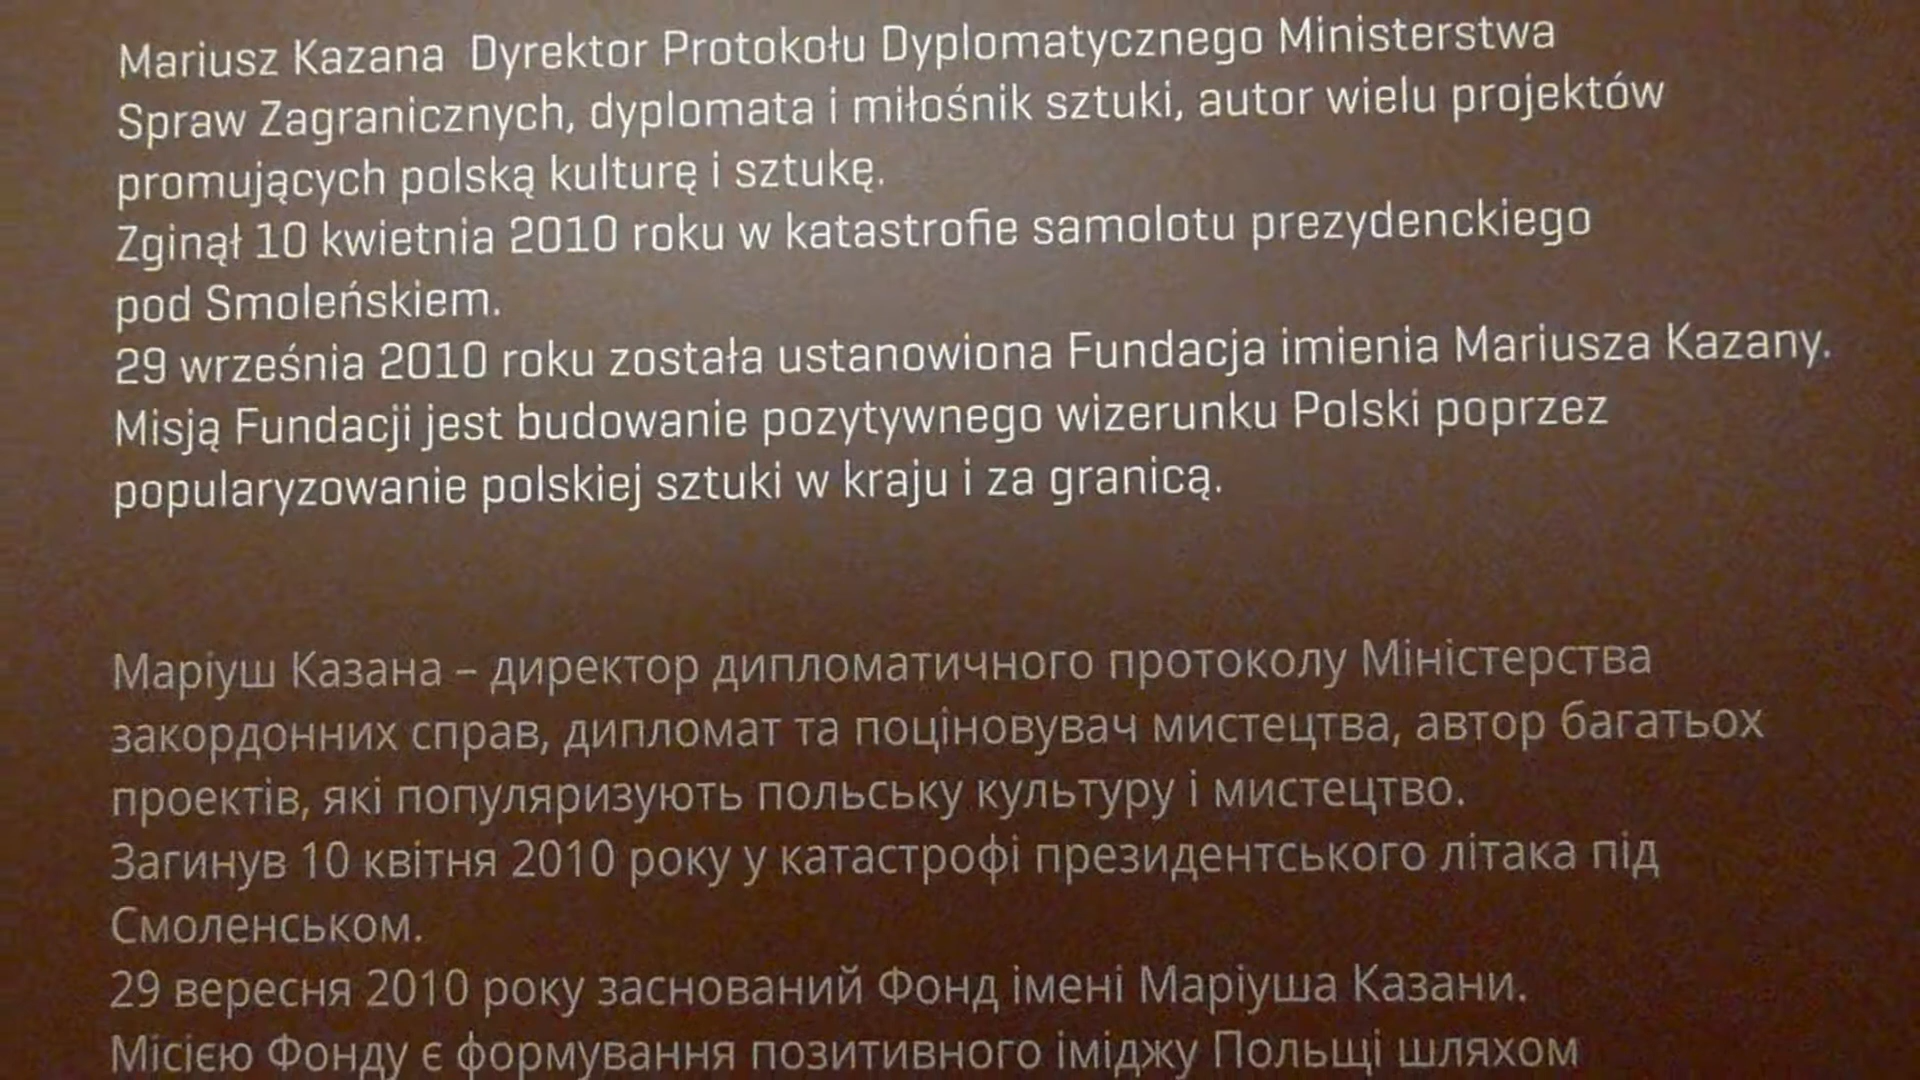 Mariusz Kazana Dyrektor Protokołu Dyplomatycznego Ministerstwa
Spraw Zagranicznych, dyplomata i miłośnik sztuki, autor wielu projektów
promujących polską kulturę i sztukę.
Zginął 10 kwietnia 2010 roku w katastrofie samolotu prezydenckiego
pod Smoleńskiem.
29 września 2010 roku została ustanowiona Fundacja imienia Mariusza Kazany.
Misją Fundacji jest budowanie pozytywnego wizerunku Polski poprzez
popularyzowanie polskiej sztuki w kraju i za granicą.
Маріуш Казана – директор дипломатичного протоколу Міністерства
закордонних справ, дипломат та поціновувач мистецтва, автор багатьох
проектів, які популяризують польську культуру і мистецтво.
Загинув 10 квітня 2010 року у катастрофі президентського літака під
Смоленськом.
29 вересня 2010 року заснований Фонд імені Маріуша Казани.
Місією Фонду є формування позитивного іміджу Польщі шляхом